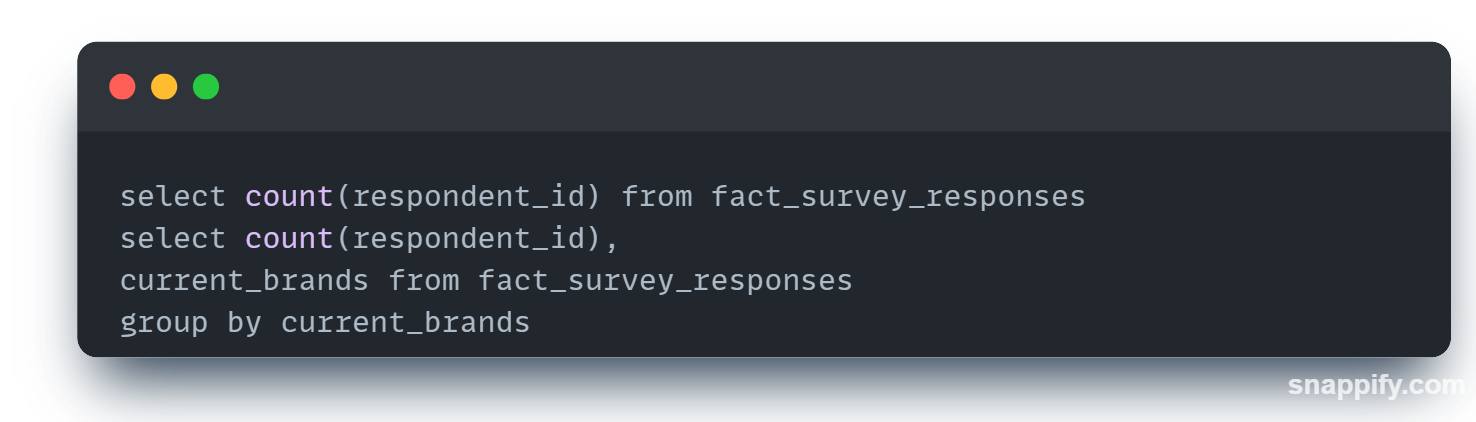 select count(respondent_id) from fact_survey_responses
select count(respondent_id),
current_brands from fact_survey_responses
group by current_brands
snappify.com